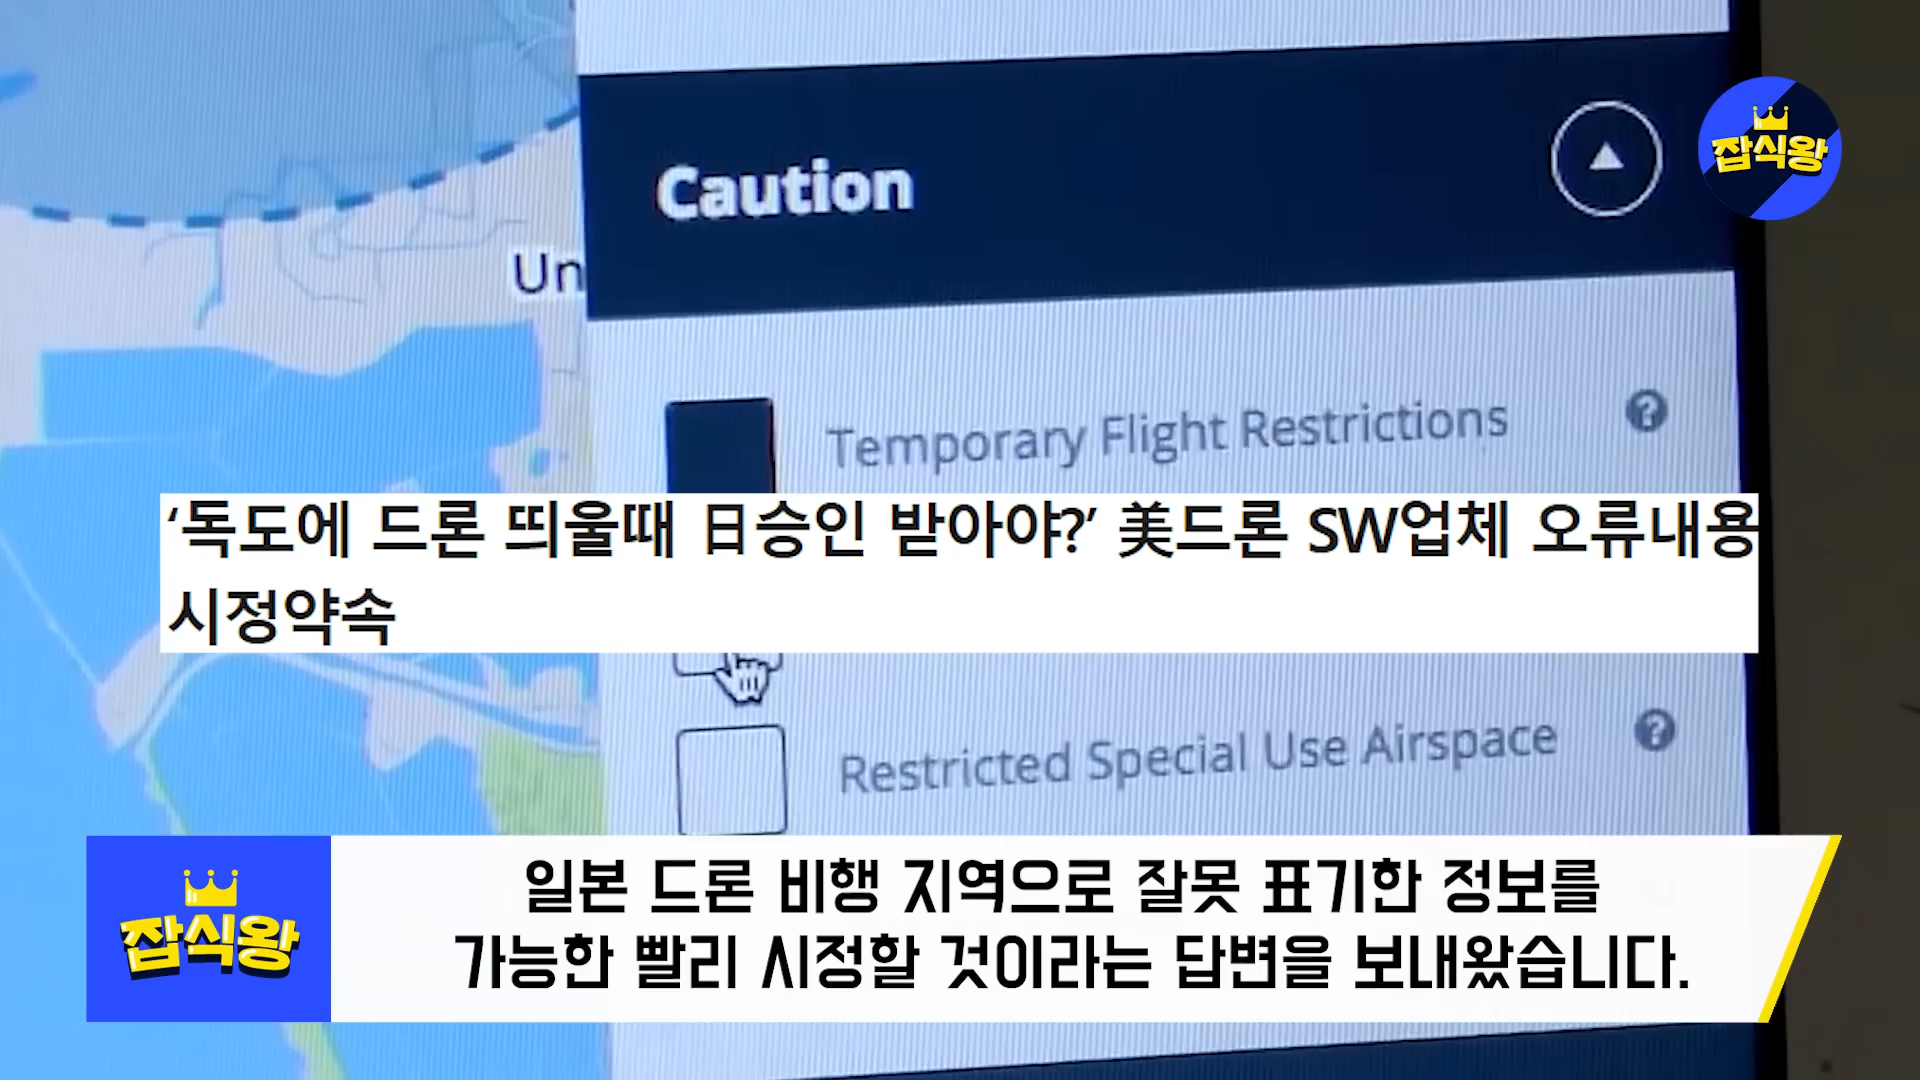 Caution
잡식왕
Un
Temporary Flight Restrictions
‘독도에 드론 띄울때 日승인 받아야?’ 美드론 SW업체 오류내용
시정약속
Restricted Special Use Airspace
잡식왕
일본 드론 비행 지역으로 잘못 표기한 정보를
가능한 빨리 시정할 것이라는 답변을 보내왔습니다.